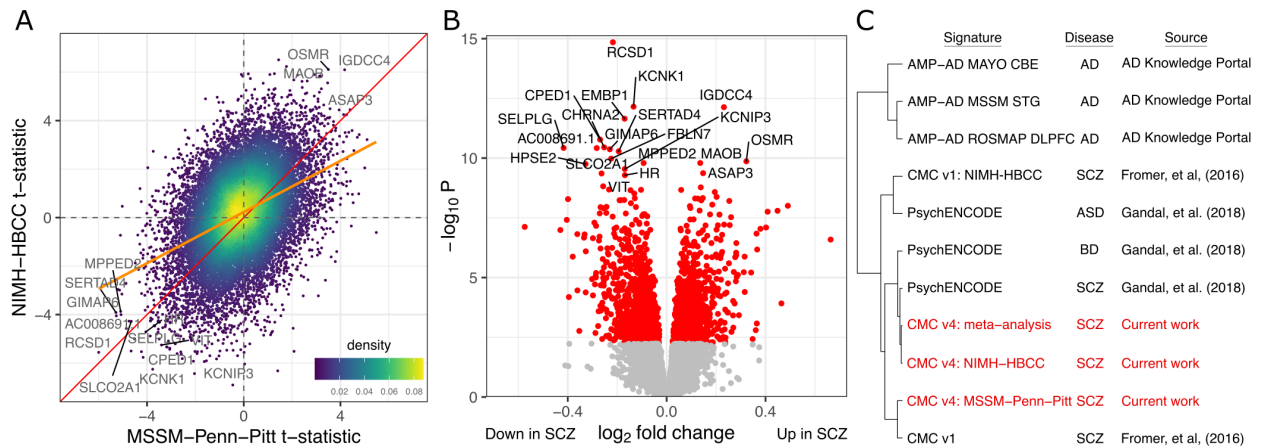 A
NIMH−HBCC t−statistic
4
0
−4
−4
0
4
MSSM−Penn−Pitt t−statistic
OSMR
IGDCC4
MAOB
ASAP3
MPPED2
SERTAD4
GIMAP6
AC008691.1
RCSD1
SELPLG
VIT
CPED1
KCNK1
KCNIP3
SLCO2A1
density
0.02
0.04
0.06
0.08
B
−log10 P
15
10
5
0
−0.4
0.0
0.4
Down in SCZ
log2 fold change
Up in SCZ
RCSD1
KCNK1
CPED1
EMBP1
IGDCC4
CHRNA2
SERTAD4
SELPLG
KCNIP3
AC008691.1
GIMAP6
FBLN7
OSMR
HPSE2
SLCO2A1
MPPED2
MAOB
HR
ASAP3
VIT
C
Signature Disease Source
AMP−AD MAYO CBE AD AD Knowledge Portal
AMP−AD MSSM STG AD AD Knowledge Portal
AMP−AD ROSMAP DLPFC AD AD Knowledge Portal
CMC v1: NIMH−HBCC SCZ Fromer, et al, (2016)
PsychENCODE ASD Gandal, et al. (2018)
PsychENCODE BD Gandal, et al. (2018)
PsychENCODE SCZ Gandal, et al. (2018)
CMC v4: meta−analysis SCZ Current work
CMC v4: NIMH−HBCC SCZ Current work
CMC v4: MSSM−Penn−Pitt SCZ Current work
CMC v1 SCZ Fromer, et al, (2016)